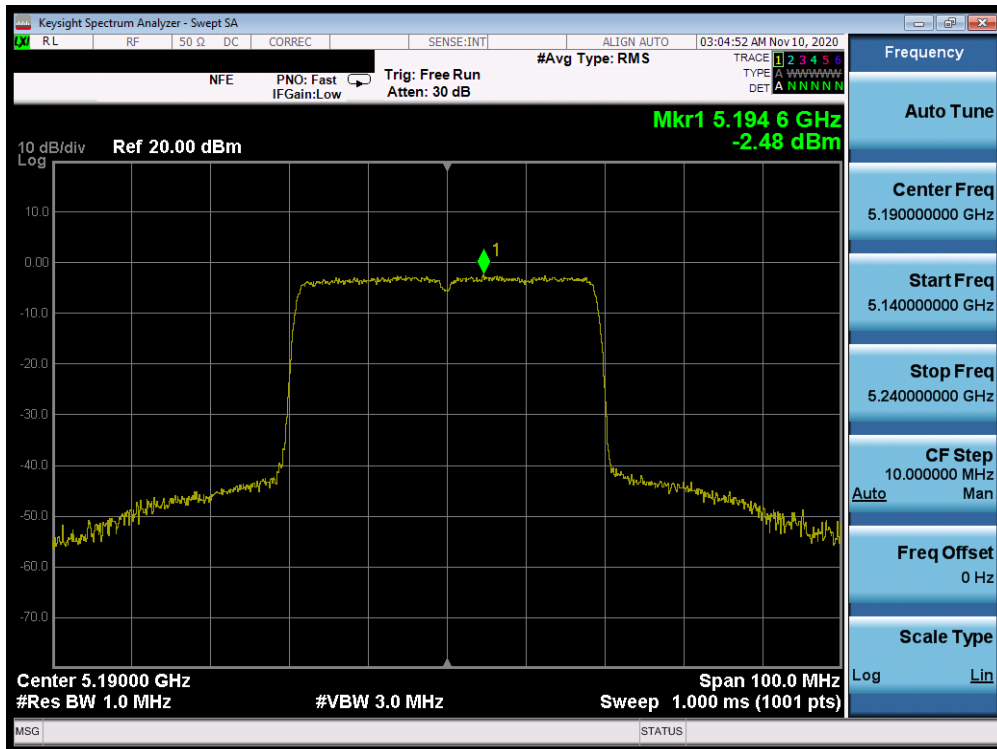 Keysight Spectrum Analyzer - Swept SA
LXI RL RF 50 Ω DC CORREC SENSE:INT ALIGN AUTO 03:04:52 AM Nov 10, 2020
NFE PNO: Fast Trig: Free Run #Avg Type: RMS TRACE 1 2 3 4 5 6
IFGain:Low Atten: 30 dB TYPE A WWWWW
DET A N N N N N
Mkr1 5.194 6 GHz
-2.48 dBm
10 dB/div Ref 20.00 dBm
Log
1
10.0
0.00
-10.0
-20.0
-30.0
-40.0
-50.0
-60.0
-70.0
Center 5.19000 GHz Span 100.0 MHz
#Res BW 1.0 MHz #VBW 3.0 MHz Sweep 1.000 ms (1001 pts)
MSG STATUS
Frequency
Auto Tune
Center Freq
5.190000000 GHz
Start Freq
5.140000000 GHz
Stop Freq
5.240000000 GHz
CF Step
10.000000 MHz
Auto Man
Freq Offset
0 Hz
Scale Type
Log Lin